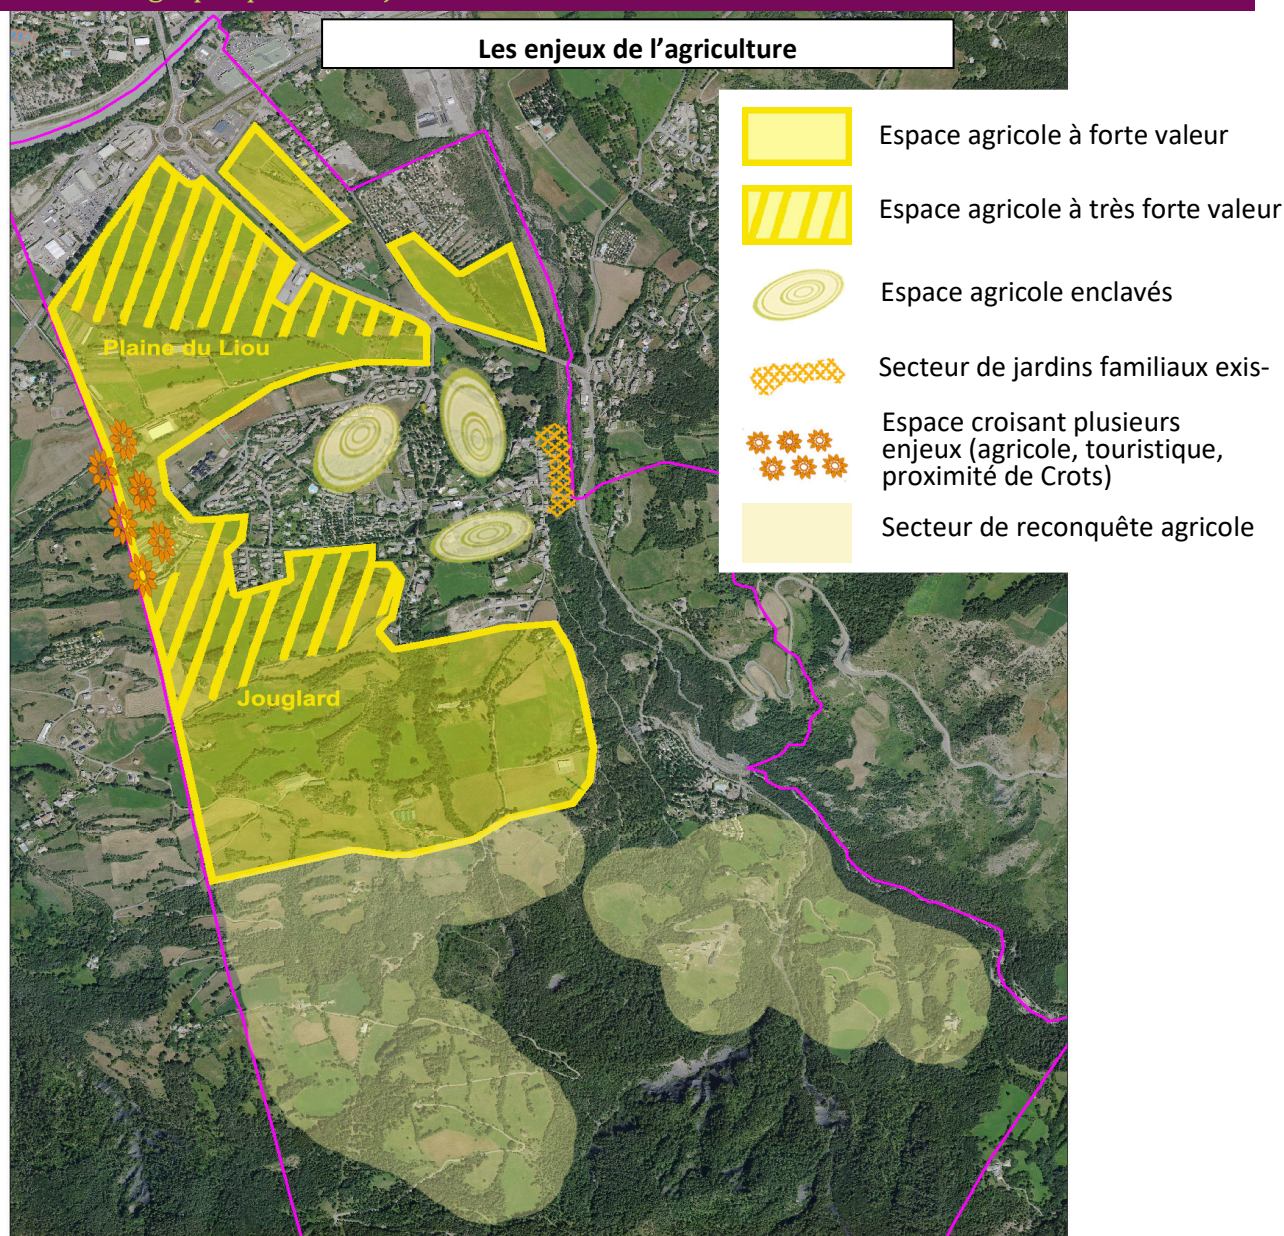 Les enjeux de l’agriculture
Espace agricole à forte valeur
Espace agricole à très forte valeur
Espace agricole enclavés
Secteur de jardins familiaux exis-
Espace croisant plusieurs
enjeux (agricole, touristique,
proximité de Crots)
Secteur de reconquête agricole
Plaine du Liou
Jouglard